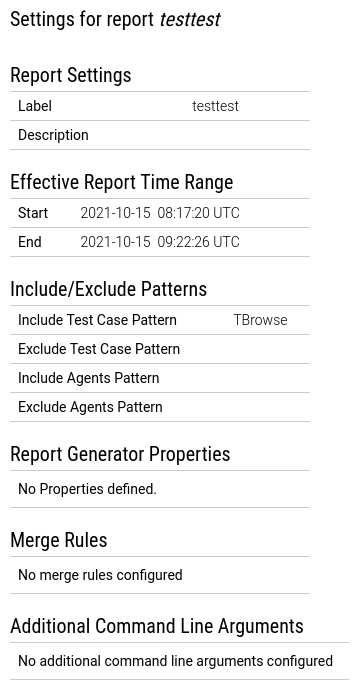 Settings for report testtest
Report Settings
Label testtest
Description
Effective Report Time Range
Start 2021-10-15 08:17:20 UTC
End 2021-10-15 09:22:26 UTC
Include/Exclude Patterns
Include Test Case Pattern TBrowse
Exclude Test Case Pattern
Include Agents Pattern
Exclude Agents Pattern
Report Generator Properties
No Properties defined.
Merge Rules
No merge rules configured
Additional Command Line Arguments
No additional command line arguments configured